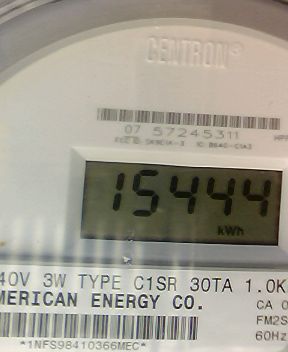 CENTRON®
07 57245311
15444
kWh
40V 3W TYPE C1SR 30TA 1.0K
MERICAN ENERGY CO.
CA 0
FM2S
60Hz
*1NFS98410366MEC*